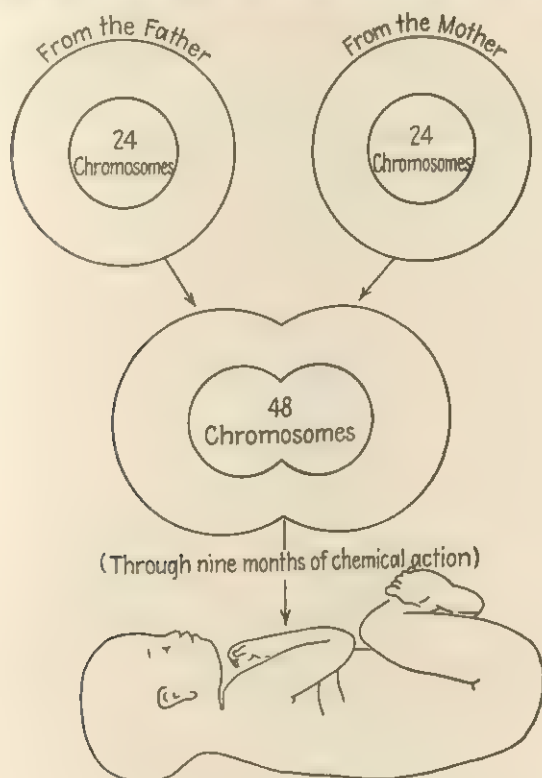 From the Father
From the Mother
24
Chromosomes
24
Chromosomes
48
Chromosomes
(Through nine months of chemical action)